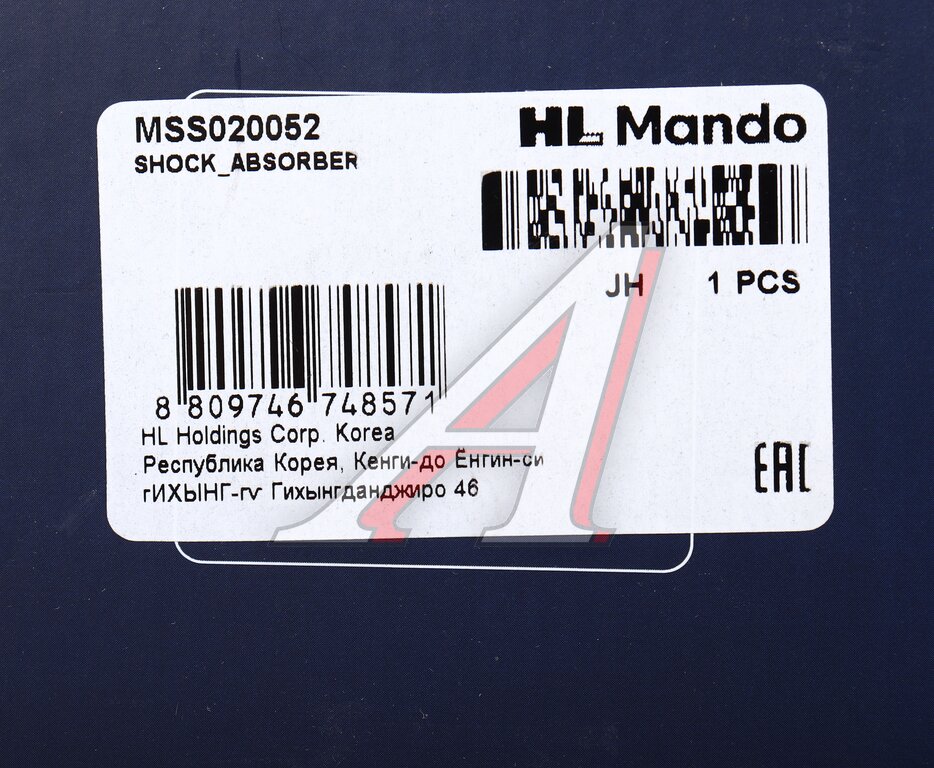 MSS020052
SHOCK_ABSORBER
HL Mando
JH 1 PCS
8 809746 748571
HL Holdings Corp. Korea
Республика Корея, Кенги-до Ёнгин-си
гИХЫНГ-гу Гихынгданджиро 46
EAC